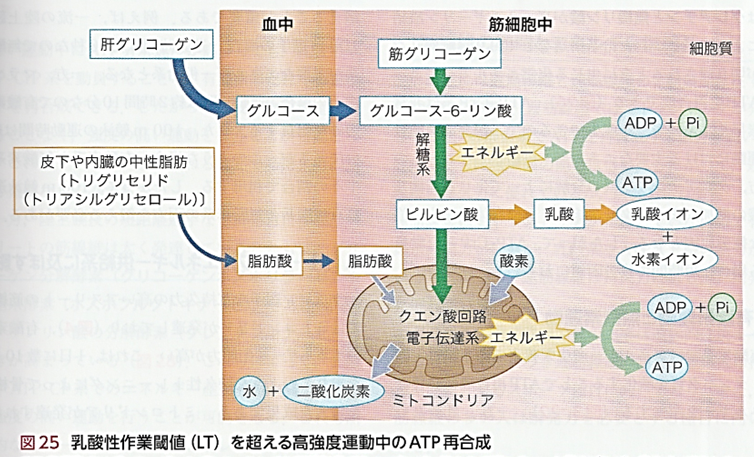 血中
筋細胞中
細胞質
肝グリコーゲン
筋グリコーゲン
グルコース
グルコース-6-リン酸
解糖系
エネルギー
ADP + Pi
ATP
皮下や内臓の中性脂肪
〔トリグリセリド
(トリアシルグリセロール)〕
ピルビン酸
乳酸
乳酸イオン
+
水素イオン
脂肪酸
脂肪酸
酸素
クエン酸回路
電子伝達系
エネルギー
ADP + Pi
ATP
水 + 二酸化炭素
ミトコンドリア
図25 乳酸性作業閾値(LT)を超える高強度運動中のATP再合成